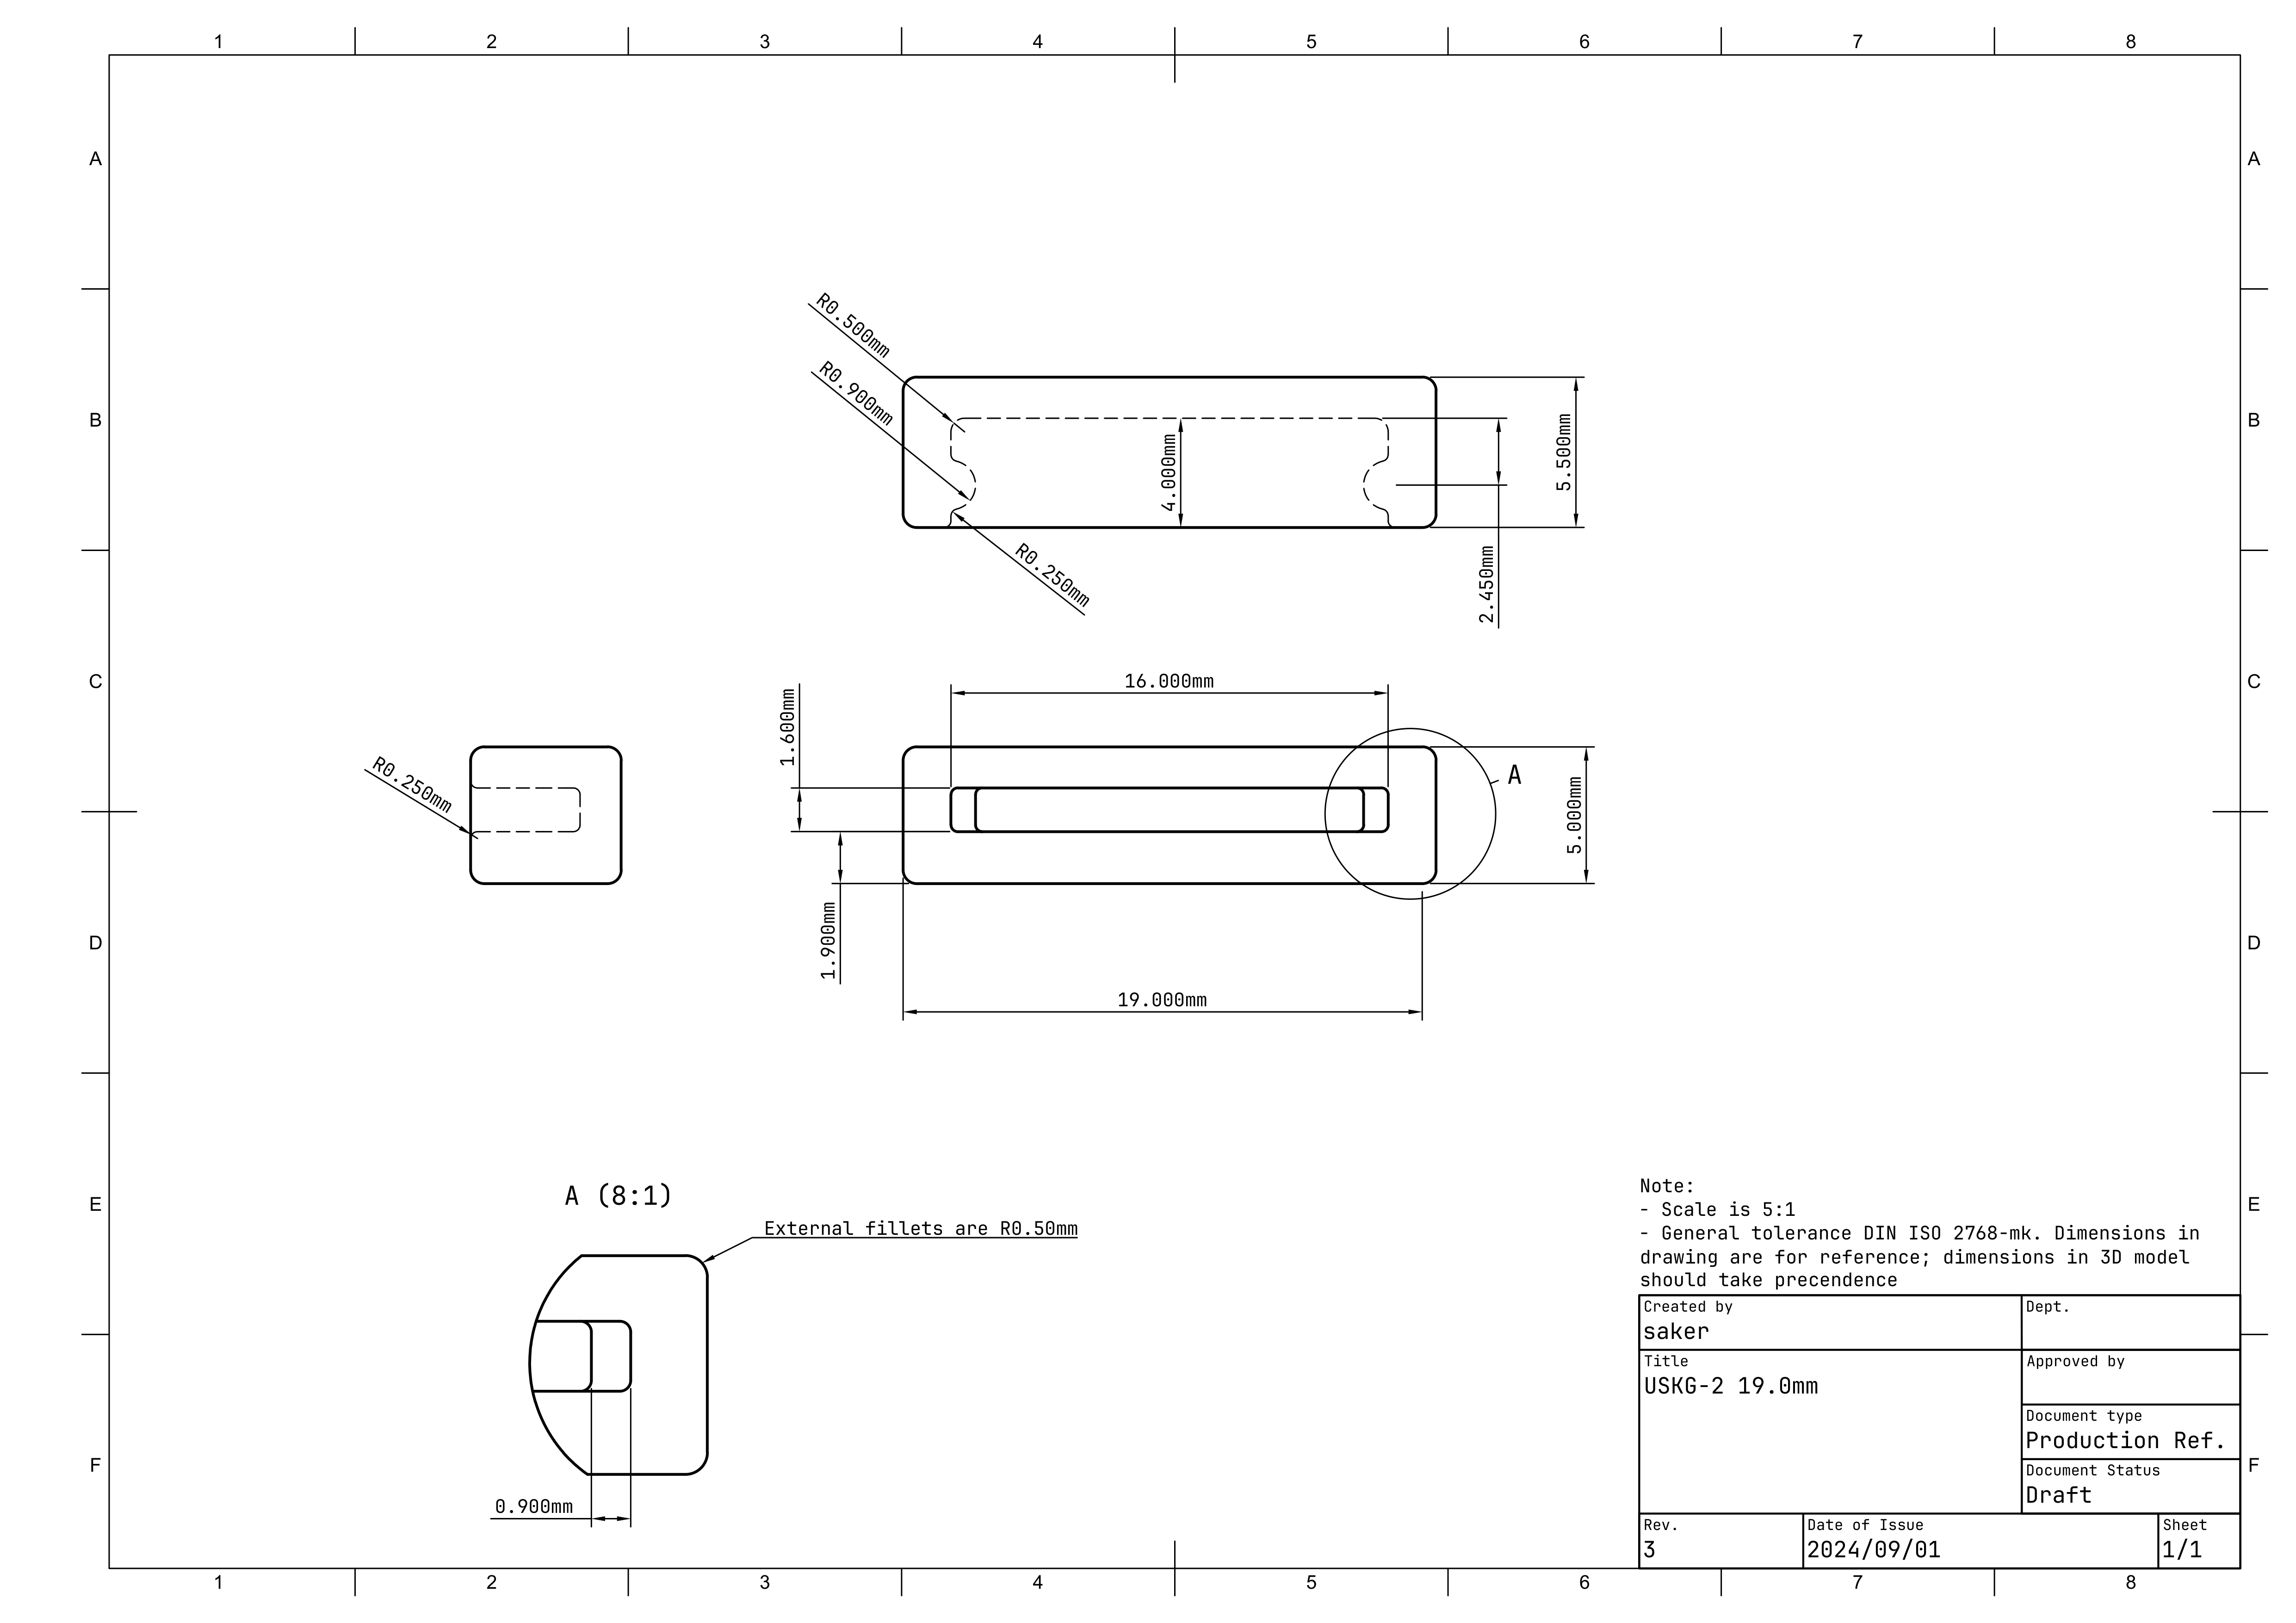 1 2 3 4 5 6 7 8
A A
R0.500mm
R0.900mm
B B
4.000mm
5.500mm
R0.250mm
2.450mm
C C
16.000mm
1.600mm
R0.250mm
A
5.000mm
1.900mm
D D
19.000mm
A (8:1)
E E
External fillets are R0.50mm
Note:
- Scale is 5:1
- General tolerance DIN ISO 2768-mk. Dimensions in
drawing are for reference; dimensions in 3D model
should take precendence
Created by
saker
Dept.
Title
USKG-2 19.0mm
Approved by
Document type
Production Ref.
F F
Document Status
Draft
0.900mm
Rev.
3
Date of Issue
2024/09/01
Sheet
1/1
1 2 3 4 5 6 7 8